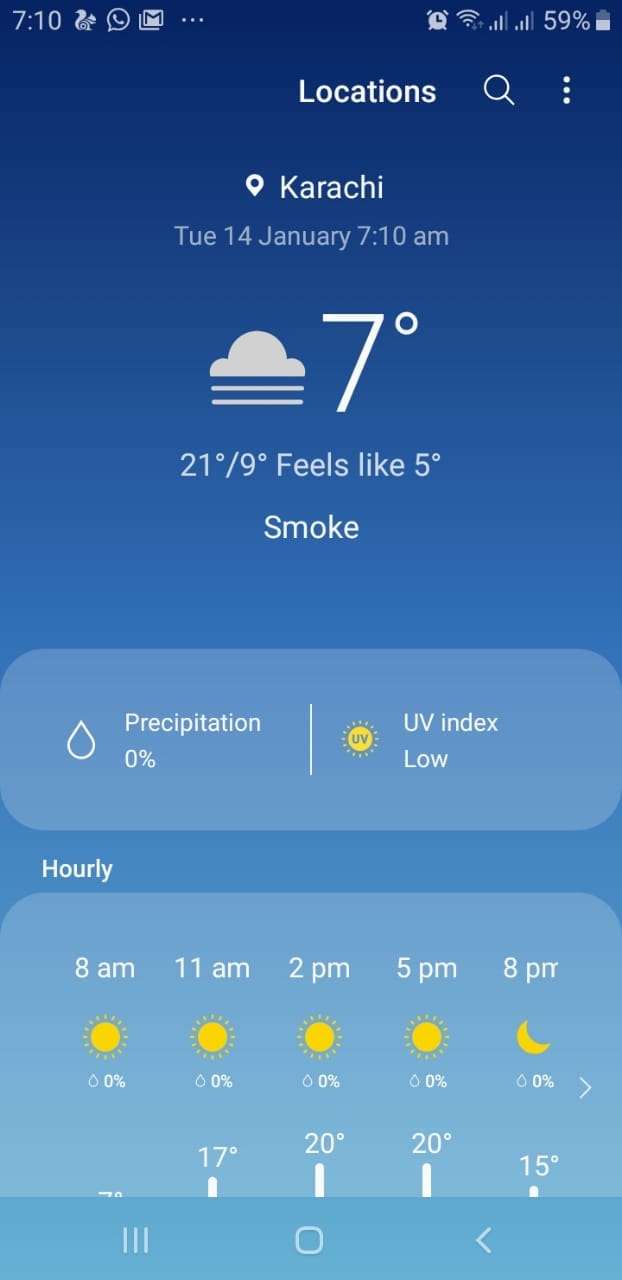 7:10 59%
Locations
Karachi
Tue 14 January 7:10 am
7°
21°/9° Feels like 5°
Smoke
Precipitation
0%
UV
UV index
Low
Hourly
8 am 11 am 2 pm 5 pm 8 pm
0% 0% 0% 0% 0%
17° 20° 20° 15°